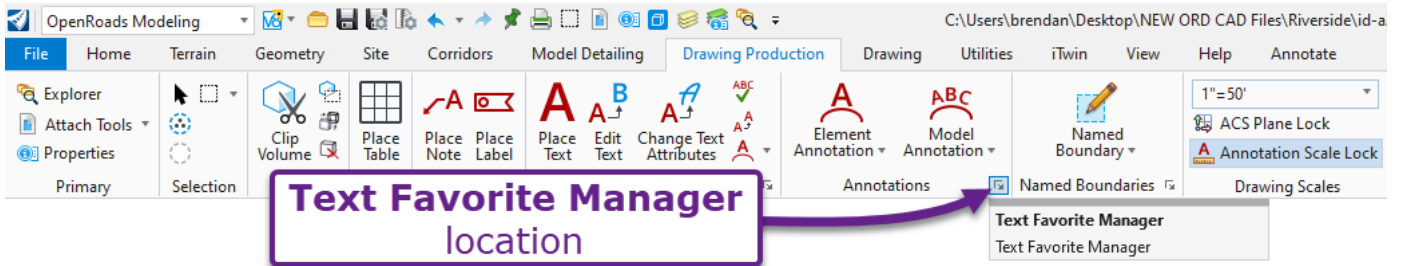 OpenRoads Modeling
C:\Users\brendan\Desktop\NEW ORD CAD Files\Riverside\id-a
File Home Terrain Geometry Site Corridors Model Detailing Drawing Production Drawing Utilities iTwin View Help Annotate
Explorer
Attach Tools
Properties
Primary
Selection
Clip
Volume
Place
Table
A
Place
Note
Place
Label
A
Place
Text
A B
Edit
Text
A A
Change Text
Attributes
ABC
A A
A
A
Element
Annotation
ABC
Model
Annotation
Annotations
Named
Boundary
Named Boundaries
1"=50'
ACS Plane Lock
A Annotation Scale Lock
Drawing Scales
Text Favorite Manager
location
Text Favorite Manager
Text Favorite Manager